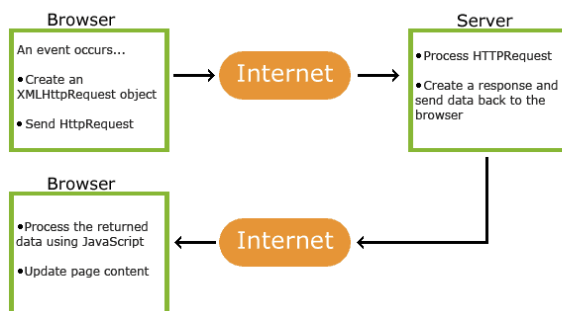 Browser
An event occurs...
•Create an
XMLHttpRequest object
•Send HttpRequest
Internet
Server
•Process HTTPRequest
•Create a response and
send data back to the
browser
Browser
•Process the returned
data using JavaScript
•Update page content
Internet